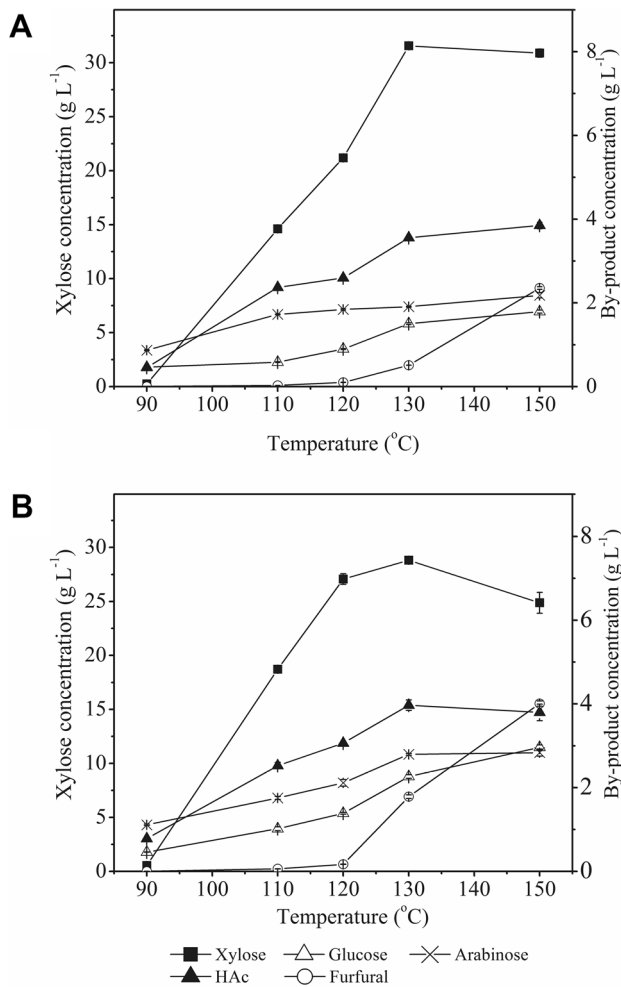 A
Xylose concentration (g L-1)
30
25
20
15
10
5
0
8
6
4
2
0
By-product concentration (g L-1)
90 100 110 120 130 140 150
Temperature (oC)
B
Xylose concentration (g L-1)
30
25
20
15
10
5
0
8
6
4
2
0
By-product concentration (g L-1)
90 100 110 120 130 140 150
Temperature (oC)
Xylose Glucose Arabinose
HAc Furfural